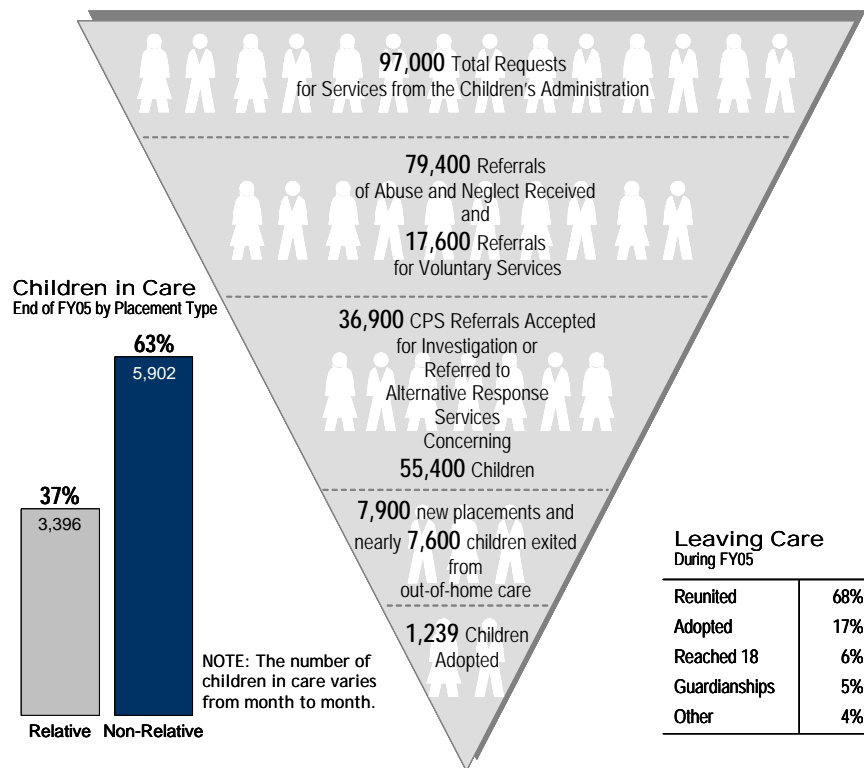 97,000 Total Requests
for Services from the Children's Administration
79,400 Referrals
of Abuse and Neglect Received
and
17,600 Referrals
for Voluntary Services
36,900 CPS Referrals Accepted
for Investigation or
Referred to
Alternative Response
Services
Concerning
55,400 Children
7,900 new placements and
nearly 7,600 children exited
from
out-of-home care
1,239 Children
Adopted
Children in Care
End of FY05 by Placement Type
63%
5,902
37%
3,396
Relative Non-Relative
NOTE: The number of
children in care varies
from month to month.
Leaving Care
During FY05
Reunited 68%
Adopted 17%
Reached 18 6%
Guardianships 5%
Other 4%